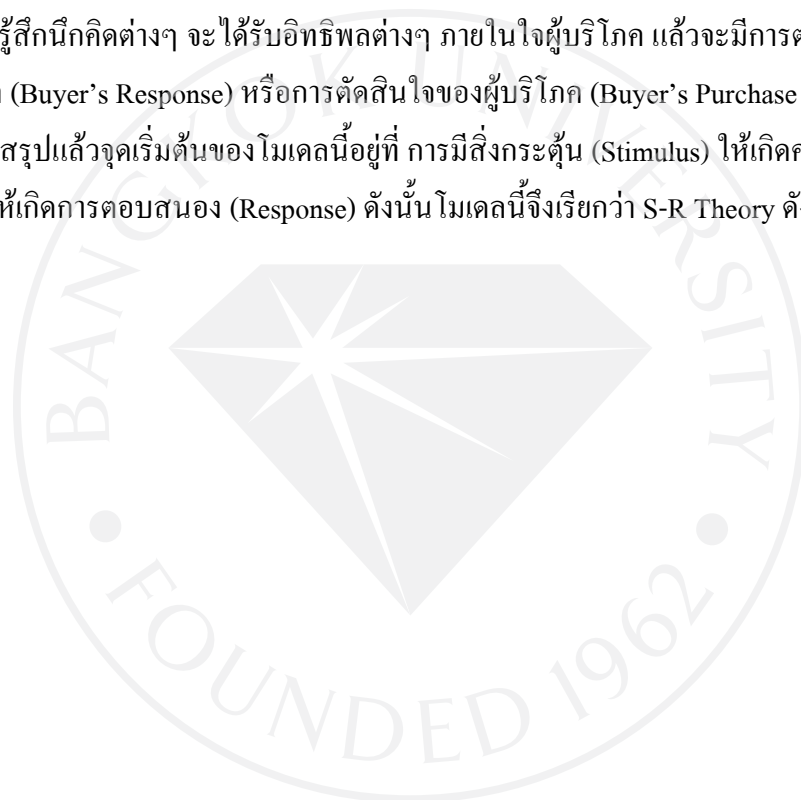 รู้สึกนึกคิดต่างๆ จะได้รับอิทธิพลต่างๆ ภายในใจผู้บริโภค แล้วจะมีการต
(Buyer’s Response) หรือการตัดสินใจของผู้บริโภค (Buyer’s Purchase
สรุปแล้วจุดเริ่มต้นของโมเดลนี้อยู่ที่ การมีสิ่งกระตุ้น (Stimulus) ให้เกิดค
ห้เกิดการตอบสนอง (Response) ดังนั้นโมเดลนี้จึงเรียกว่า S-R Theory ดั
BANGKOK UNIVERSITY
• FOUNDED 1962 •